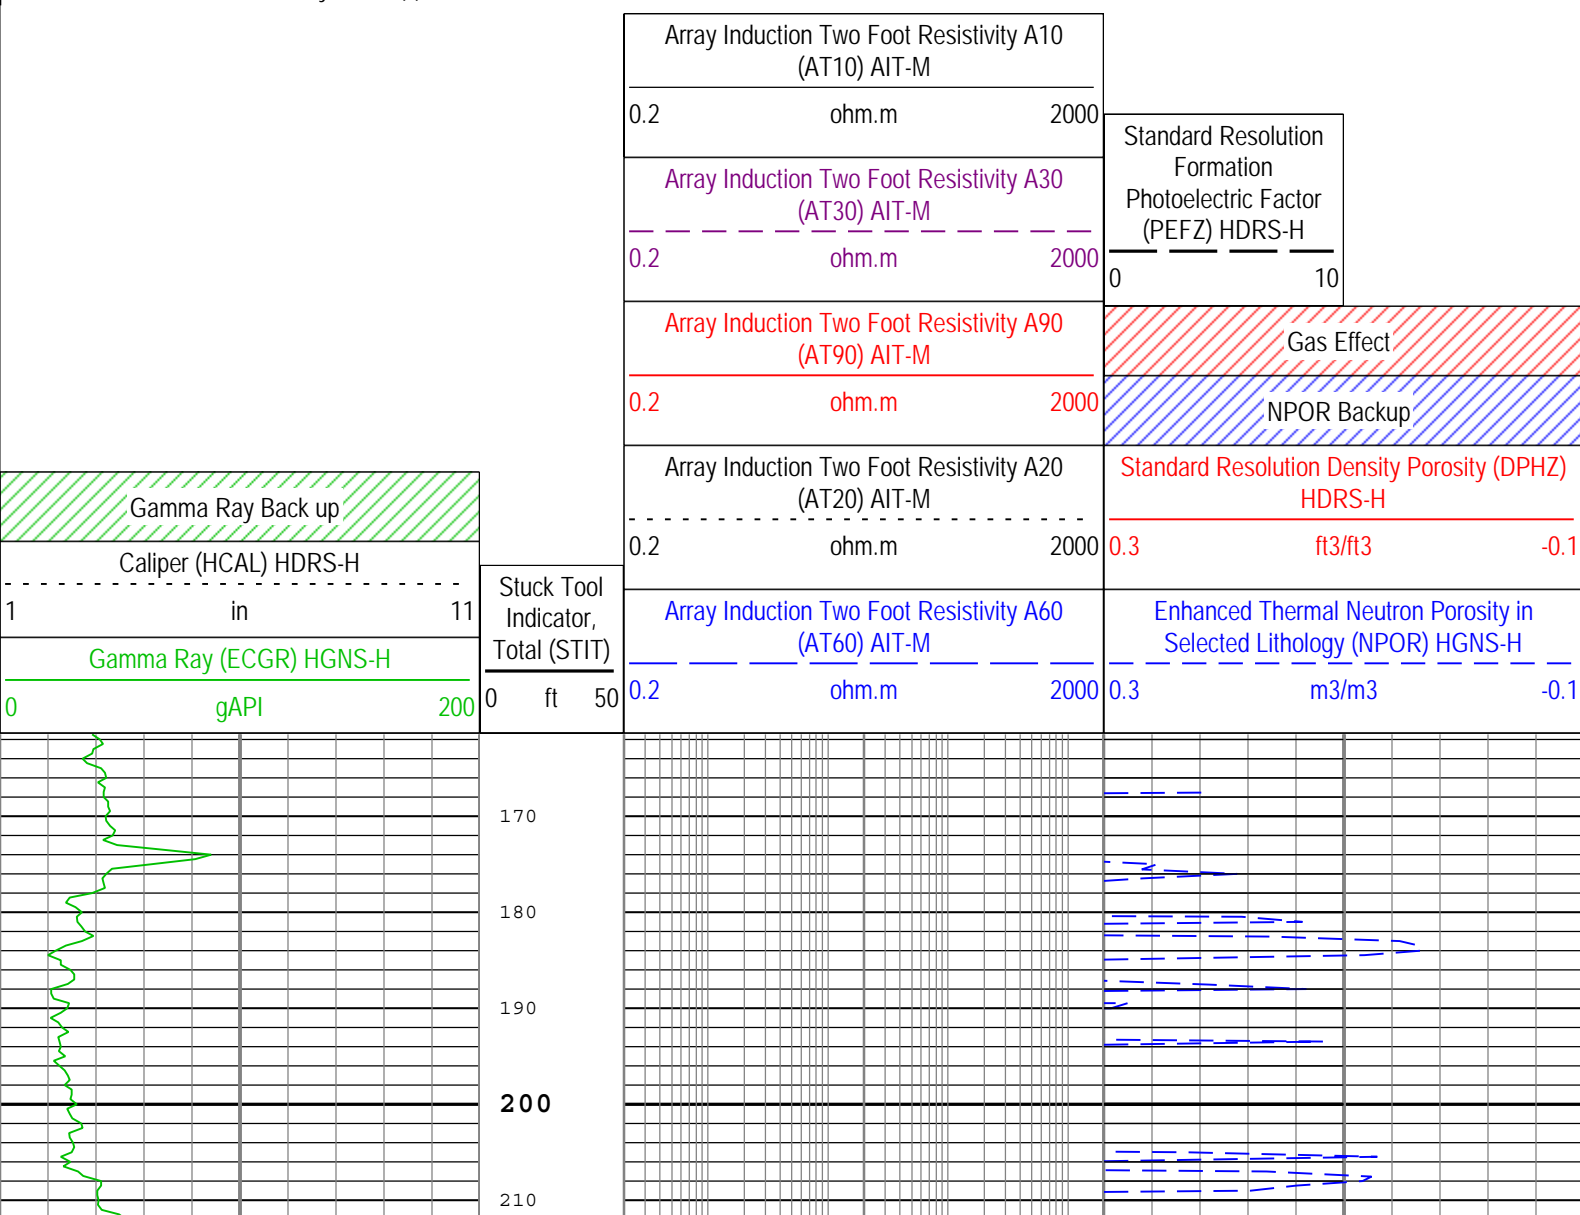 Array Induction Two Foot Resistivity A10
(AT10) AIT-M
0.2 ohm.m 2000
Array Induction Two Foot Resistivity A30
(AT30) AIT-M
0.2 ohm.m 2000
Array Induction Two Foot Resistivity A90
(AT90) AIT-M
0.2 ohm.m 2000
Array Induction Two Foot Resistivity A20
(AT20) AIT-M
0.2 ohm.m 2000
Array Induction Two Foot Resistivity A60
(AT60) AIT-M
0.2 ohm.m 2000
Standard Resolution
Formation
Photoelectric Factor
(PEFZ) HDRS-H
0 10
Gas Effect
NPOR Backup
Standard Resolution Density Porosity (DPHZ)
HDRS-H
0.3 ft3/ft3 -0.1
Enhanced Thermal Neutron Porosity in
Selected Lithology (NPOR) HGNS-H
0.3 m3/m3 -0.1
Gamma Ray Back up
Caliper (HCAL) HDRS-H
1 in 11
Gamma Ray (ECGR) HGNS-H
0 gAPI 200
Stuck Tool
Indicator,
Total (STIT)
0 ft 50
170
180
190
200
210